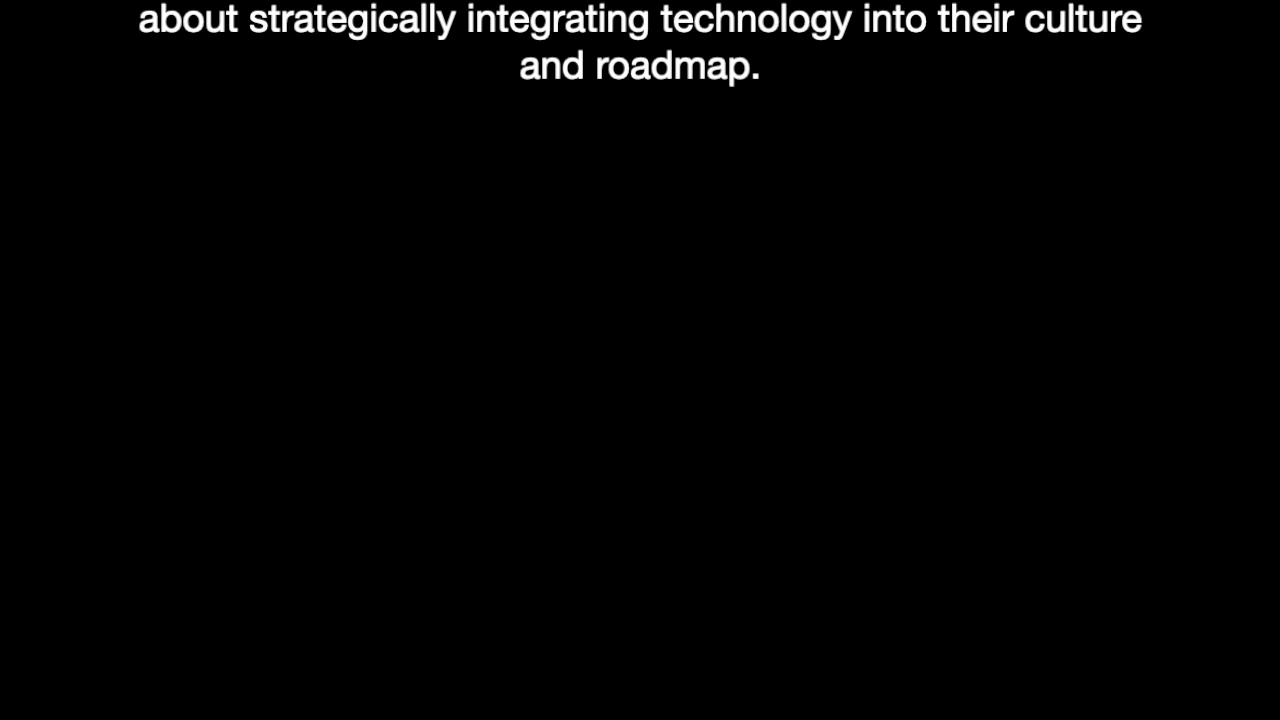 about strategically integrating technology into their culture
and roadmap.